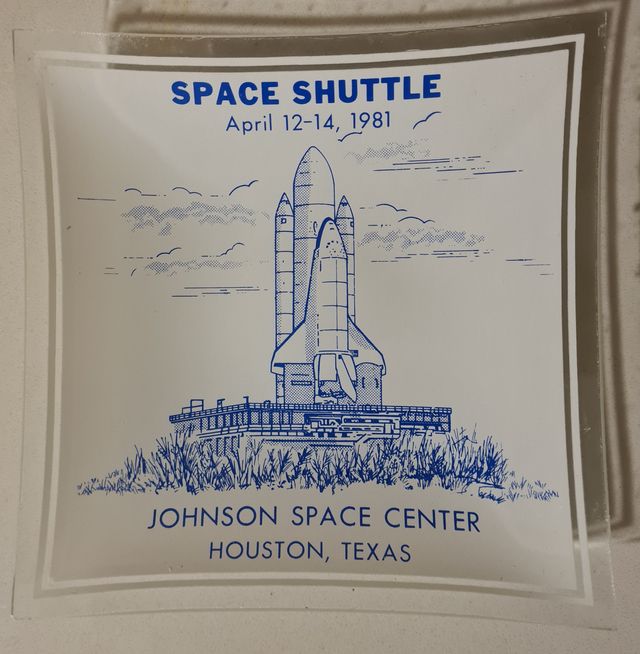 SPACE SHUTTLE
April 12-14, 1981
JOHNSON SPACE CENTER
HOUSTON, TEXAS